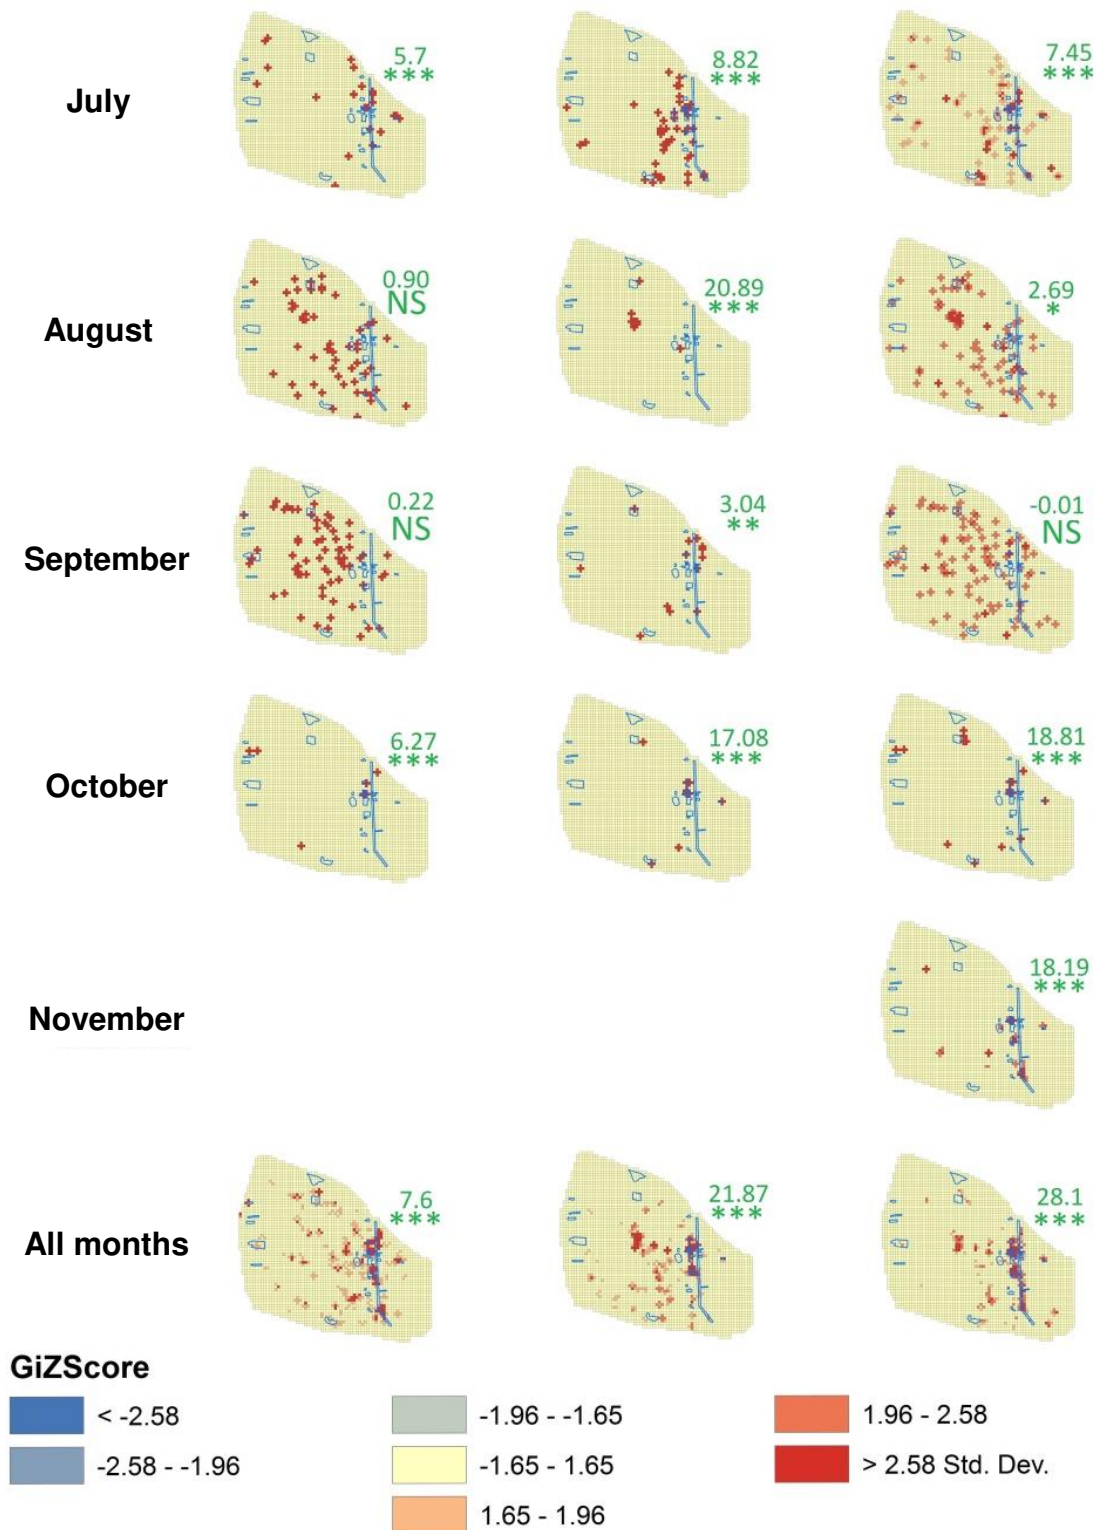 July
5.7
***
8.82
***
7.45
***
August
0.90
NS
20.89
***
2.69
*
September
0.22
NS
3.04
**
-0.01
NS
October
6.27
***
17.08
***
18.81
***
November
18.19
***
All months
7.6
***
21.87
***
28.1
***
GiZScore
< -2.58
-2.58 - -1.96
-1.96 - -1.65
-1.65 - 1.65
1.65 - 1.96
1.96 - 2.58
> 2.58 Std. Dev.